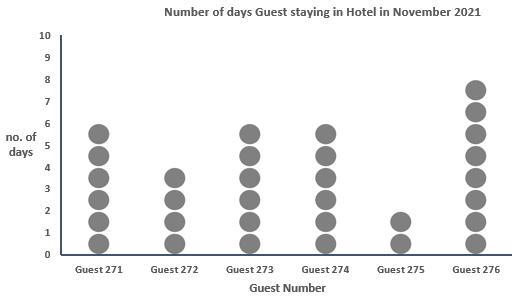 Number of days Guest staying in Hotel in November 2021
10
9
8
7
6
no. of
days
5
4
3
2
1
0
Guest 271 Guest 272 Guest 273 Guest 274 Guest 275 Guest 276
Guest Number